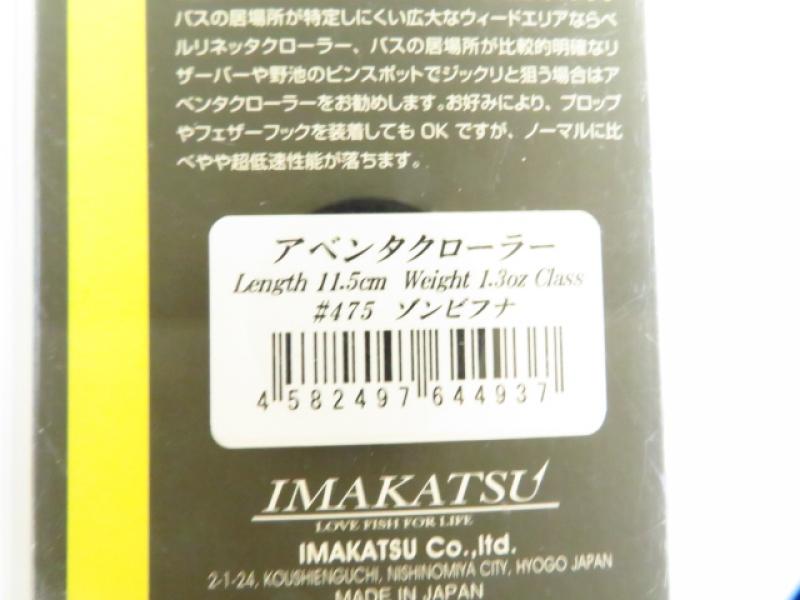 バスの居場所が特定しにくい広大なウィードエリアならベ
ルリネッタクローラー、バスの居場所が比較的明確なリ
ザーバーや野池のピンスポットでジックリと狙う場合はア
ベンタクローラーをお勧めします。お好みにより、プロップ
やフェザーフックを装着しても OK ですが、ノーマルに比
べやや超低速性能が落ちます。
アベンタクローラー
Length 11.5cm Weight 1.3oz Class
#475 ゾンビフナ
4 582497 644937
IMAKATSU
LOVE FISH FOR LIFE
IMAKATSU Co.,ltd.
2-1-24, KOUSHIENGUCHI, NISHINOMIYA CITY, HYOGO JAPAN
MADE IN JAPAN